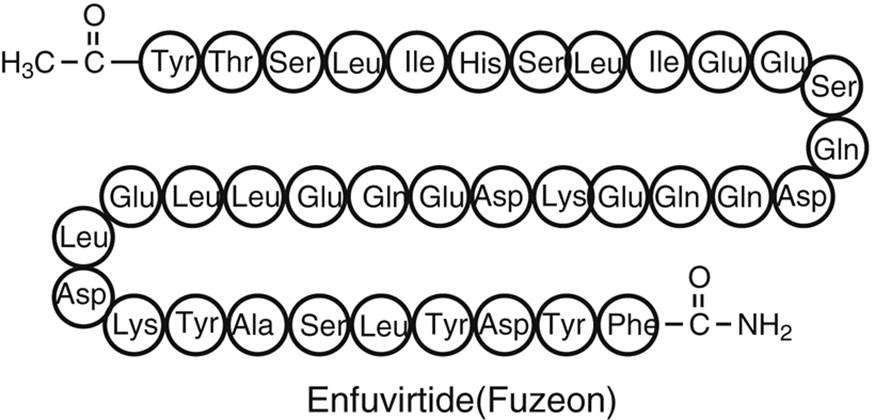 O
H3C–C–Tyr Thr Ser Leu Ile His Ser Leu Ile Glu Glu
Ser
Gln
Glu Leu Leu Glu Gln Glu Asp Lys Glu Gln Gln Asp
Leu
Asp
O
Lys Tyr Ala Ser Leu Tyr Asp Tyr Phe–C–NH2
Enfuvirtide(Fuzeon)